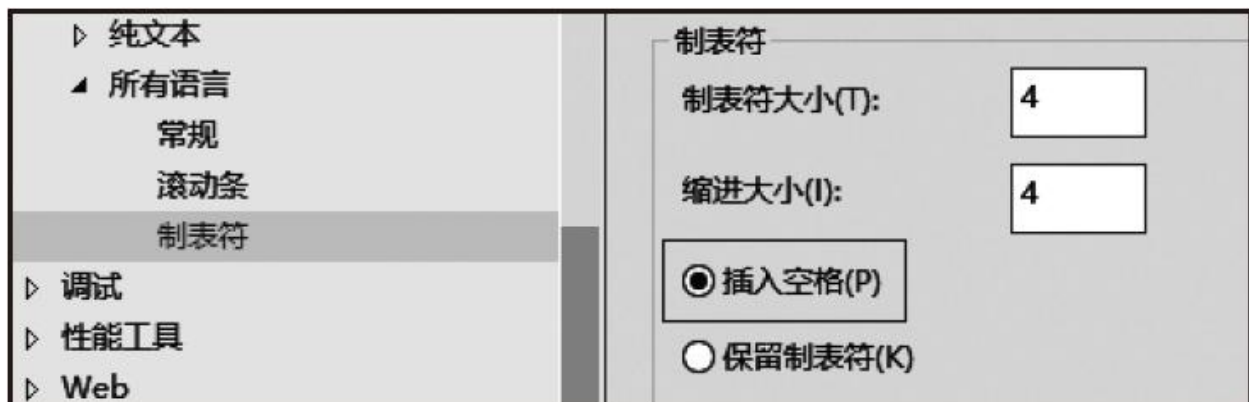 纯文本
所有语言
常规
滚动条
制表符
调试
性能工具
Web
制表符
制表符大小(T):
4
缩进大小(I):
4
插入空格(P)
保留制表符(K)